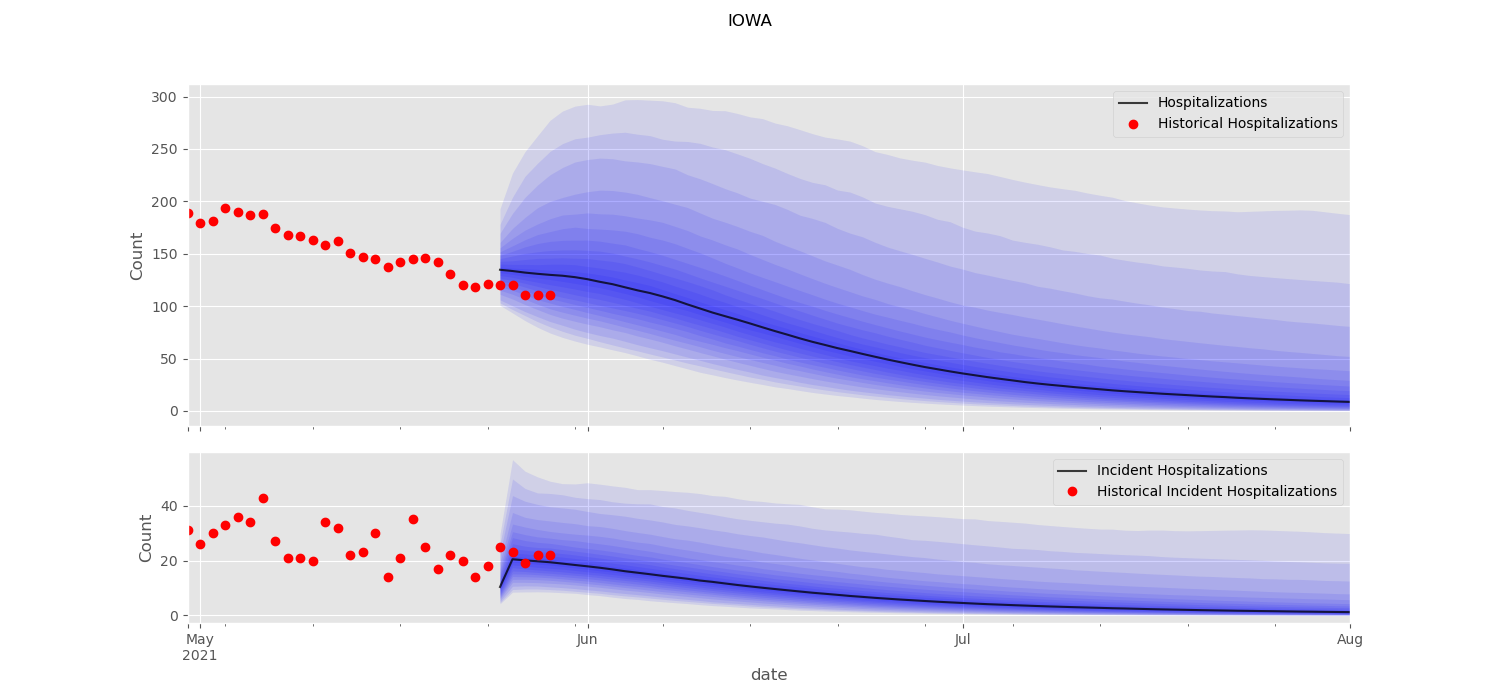 IOWA
300
250
200
150
100
50
0
Count
Hospitalizations
Historical Hospitalizations
40
20
0
Count
Incident Hospitalizations
Historical Incident Hospitalizations
May Jun Jul Aug
2021
date